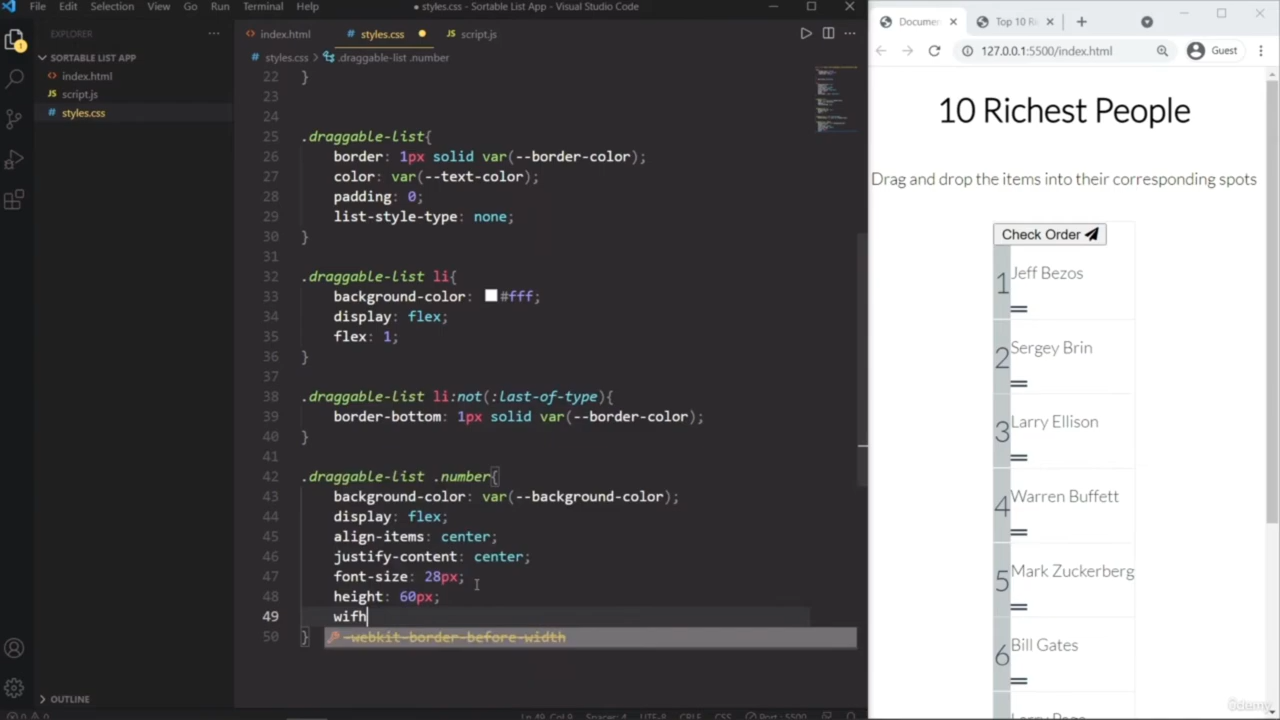 File Edit Selection View Go Run Terminal Help
● styles.css - Sortable List App - Visual Studio Code
EXPLORER
SORTABLE LIST APP
index.html
script.js
styles.css
OUTLINE
index.html
styles.css
script.js
styles.css > .draggable-list .number
22 }
23
24
25 .draggable-list{
26 border: 1px solid var(--border-color);
27 color: var(--text-color);
28 padding: 0;
29 list-style-type: none;
30 }
31
32 .draggable-list li{
33 background-color: #fff;
34 display: flex;
35 flex: 1;
36 }
37
38 .draggable-list li:not(:last-of-type){
39 border-bottom: 1px solid var(--border-color);
40 }
41
42 .draggable-list .number{
43 background-color: var(--background-color);
44 display: flex;
45 align-items: center;
46 justify-content: center;
47 font-size: 28px;
48 height: 60px;
49 wifh
50 }
-webkit-border-before-width
Documen
Top 10 Ri
127.0.0.1:5500/index.html
Guest
10 Richest People
Drag and drop the items into their corresponding spots
Check Order
1 Jeff Bezos
2 Sergey Brin
3 Larry Ellison
4 Warren Buffett
5 Mark Zuckerberg
6 Bill Gates
Larry Page
ûdemy